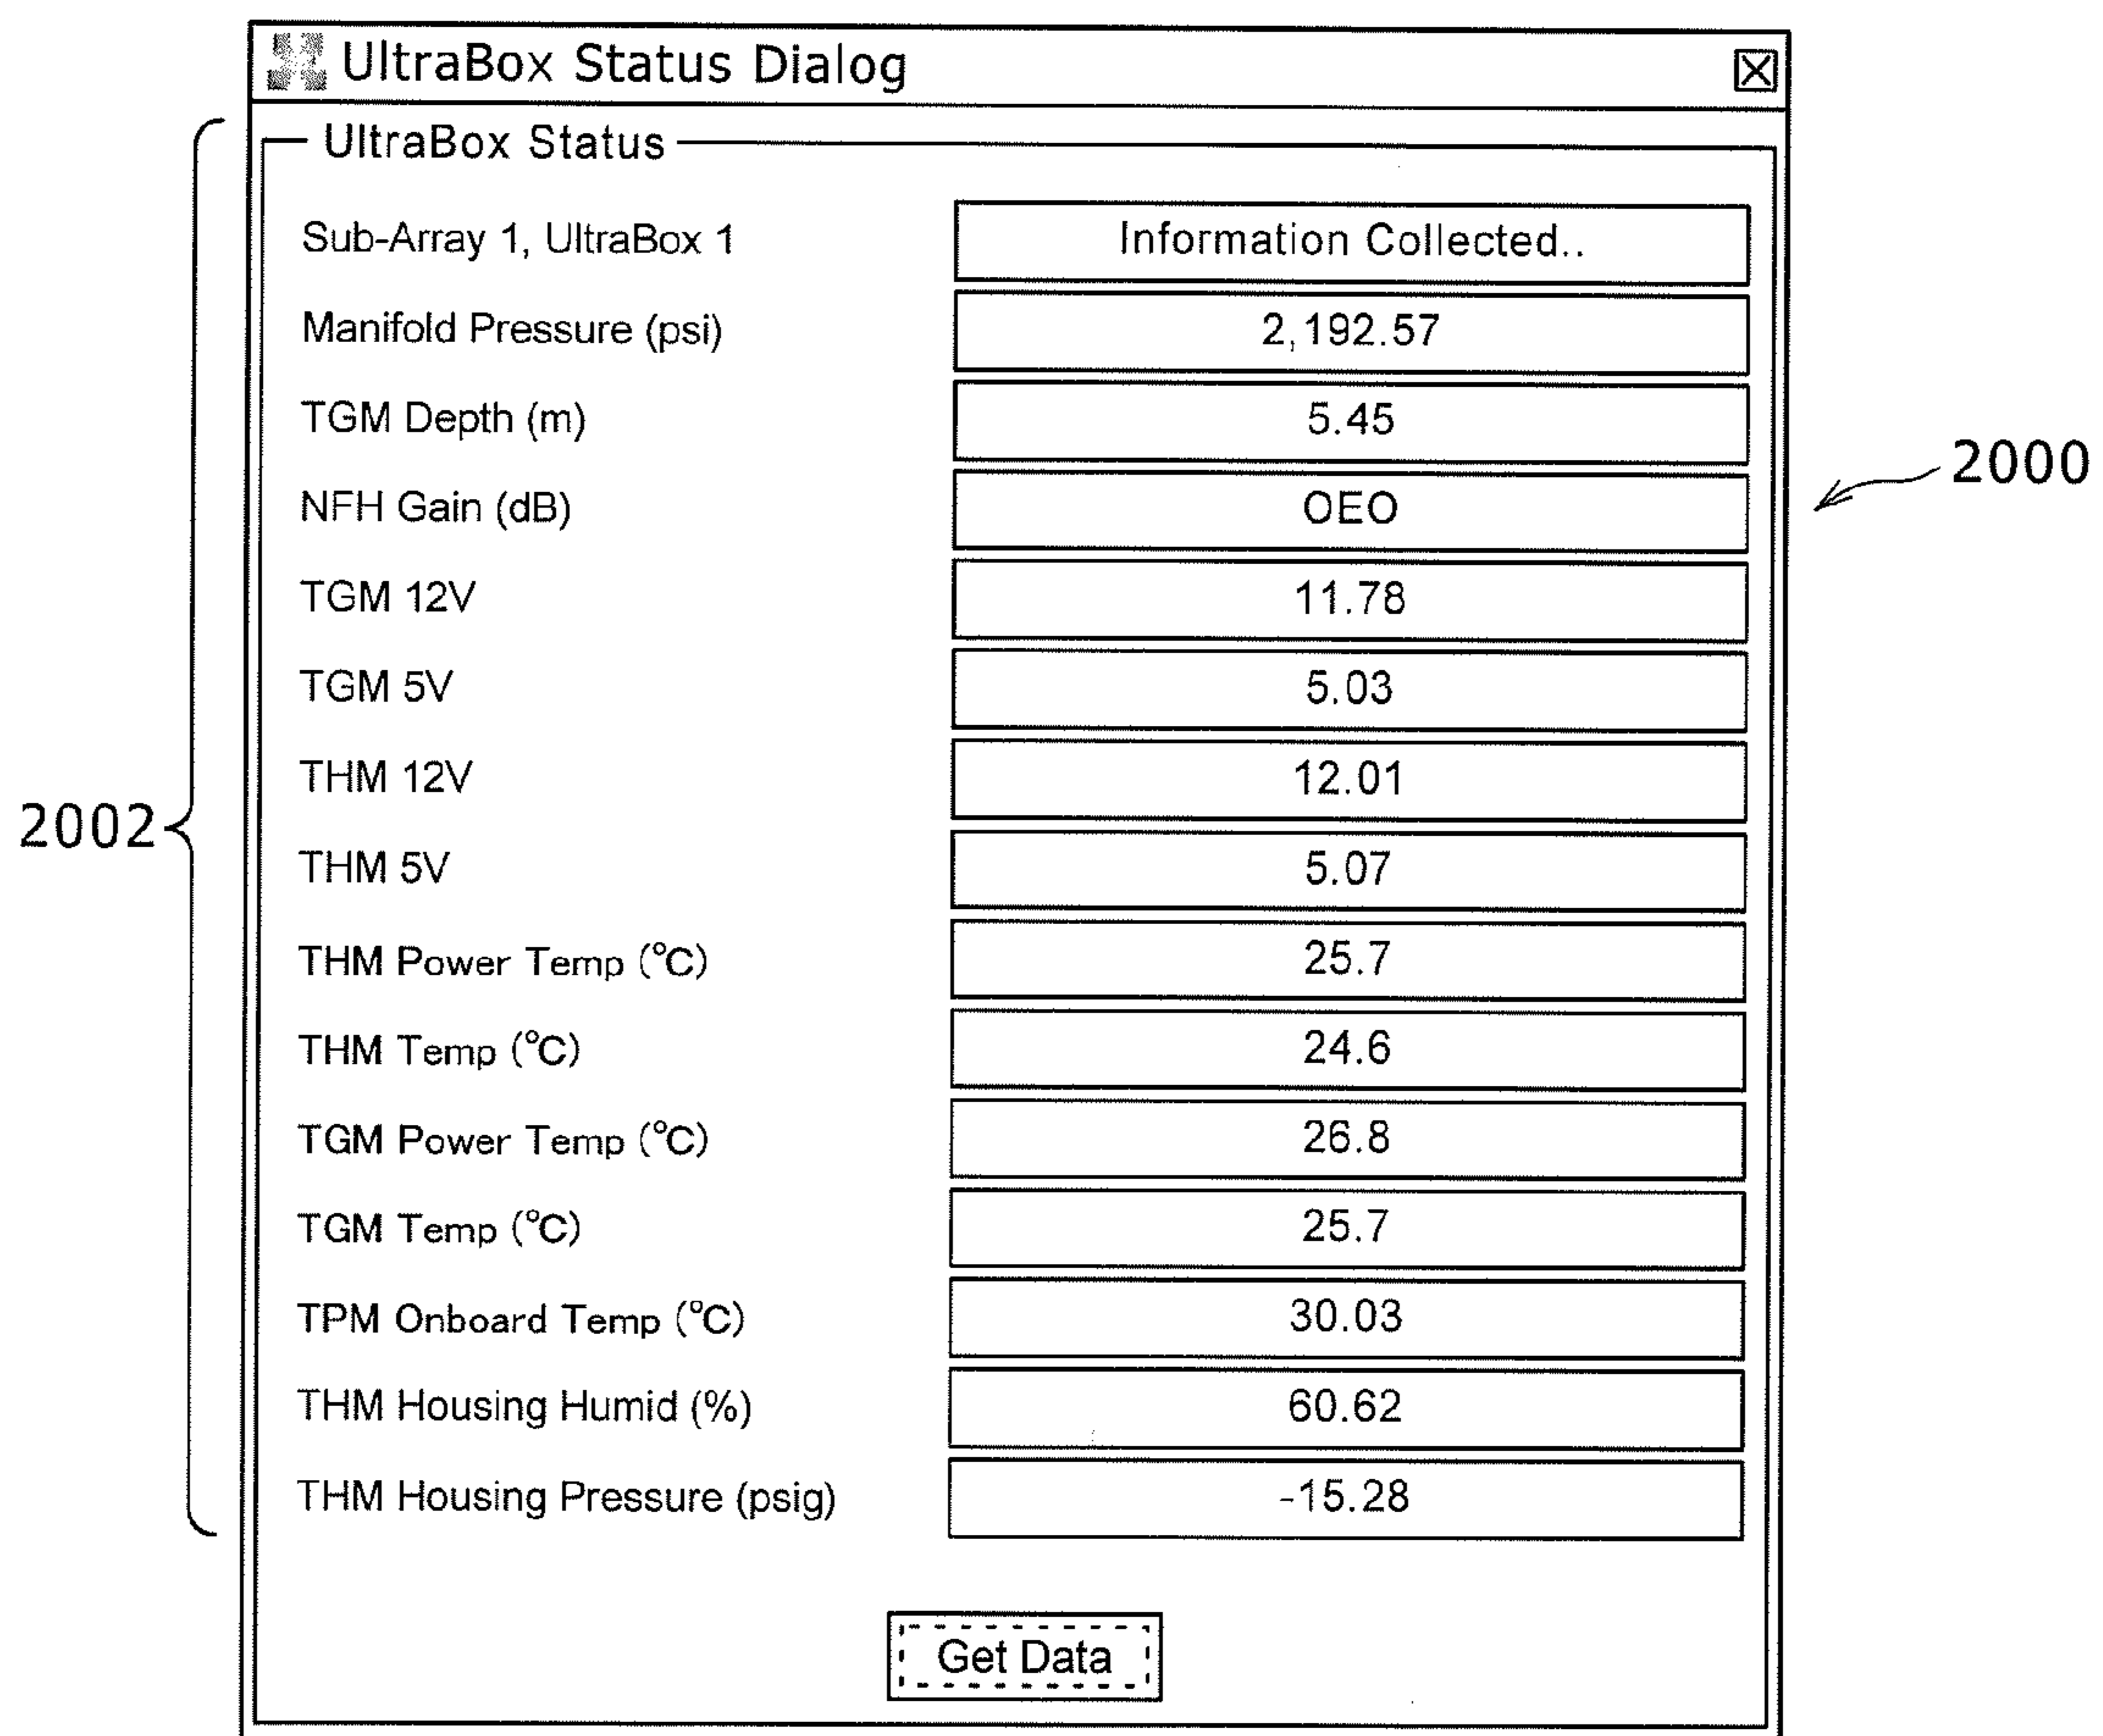 UltraBox Status Dialog
UltraBox Status
Sub-Array 1, UltraBox 1 Information Collected..
Manifold Pressure (psi) 2,192.57
TGM Depth (m) 5.45
2000
NFH Gain (dB) OEO
TGM 12V 11.78
TGM 5V 5.03
THM 12V 12.01
2002
THM 5V 5.07
THM Power Temp (°C) 25.7
THM Temp (°C) 24.6
TGM Power Temp (°C) 26.8
TGM Temp (°C) 25.7
TPM Onboard Temp (°C) 30.03
THM Housing Humid (%) 60.62
THM Housing Pressure (psig) -15.28
Get Data